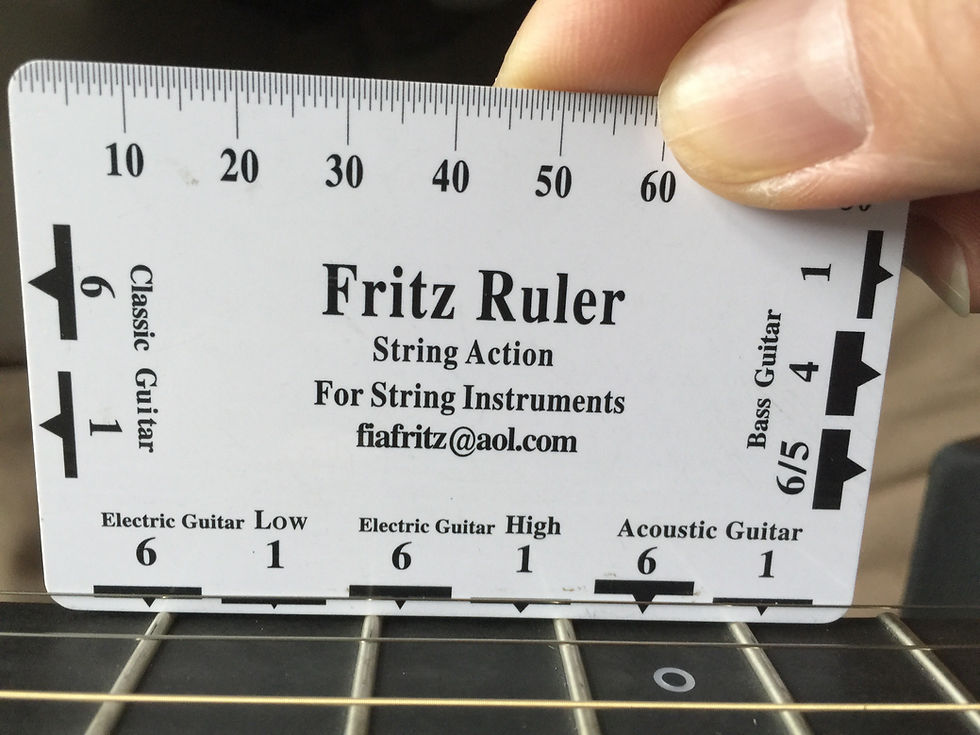 10 20 30 40 50 60
Fritz Ruler
String Action
For String Instruments
fiafritz@aol.com
Classic Guitar
6 1
Bass Guitar
1 4 6/5
Electric Guitar Low
6 1
Electric Guitar High
6 1
Acoustic Guitar
6 1